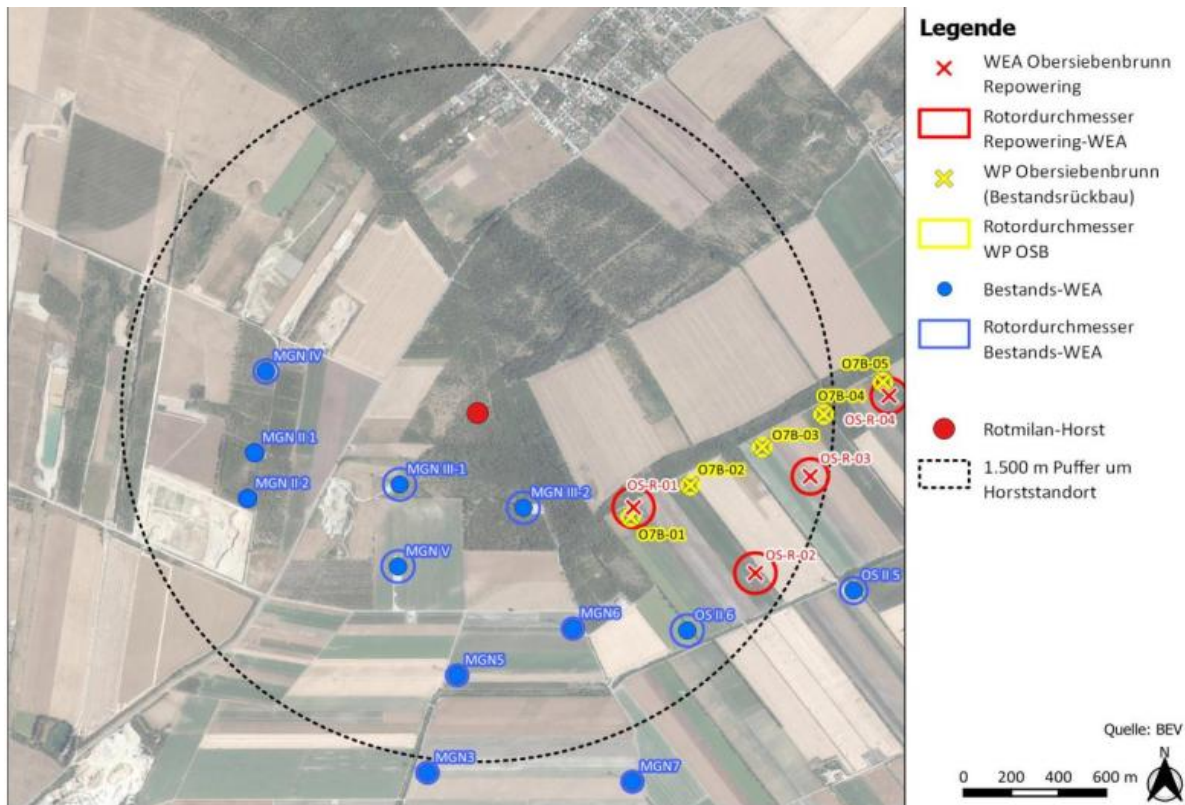 MGN IV
MGN II-1
MGN II-2
MGN III-1
MGN III-2
MGN V
MGN6
MGN5
MGN3
MGN7
OS II 6
OS II 5
O7B-05
O7B-04
OS-R-04
O7B-03
OS-R-03
O7B-02
OS-R-01
O7B-01
OS-R-02
Legende
WEA Obersiebenbrunn
Repowering
Rotordurchmesser
Repowering-WEA
WP Obersiebenbrunn
(Bestandsrückbau)
Rotordurchmesser
WP OSB
Bestands-WEA
Rotordurchmesser
Bestands-WEA
Rotmilan-Horst
1.500 m Puffer um
Horststandort
Quelle: BEV
N
0 200 400 600 m